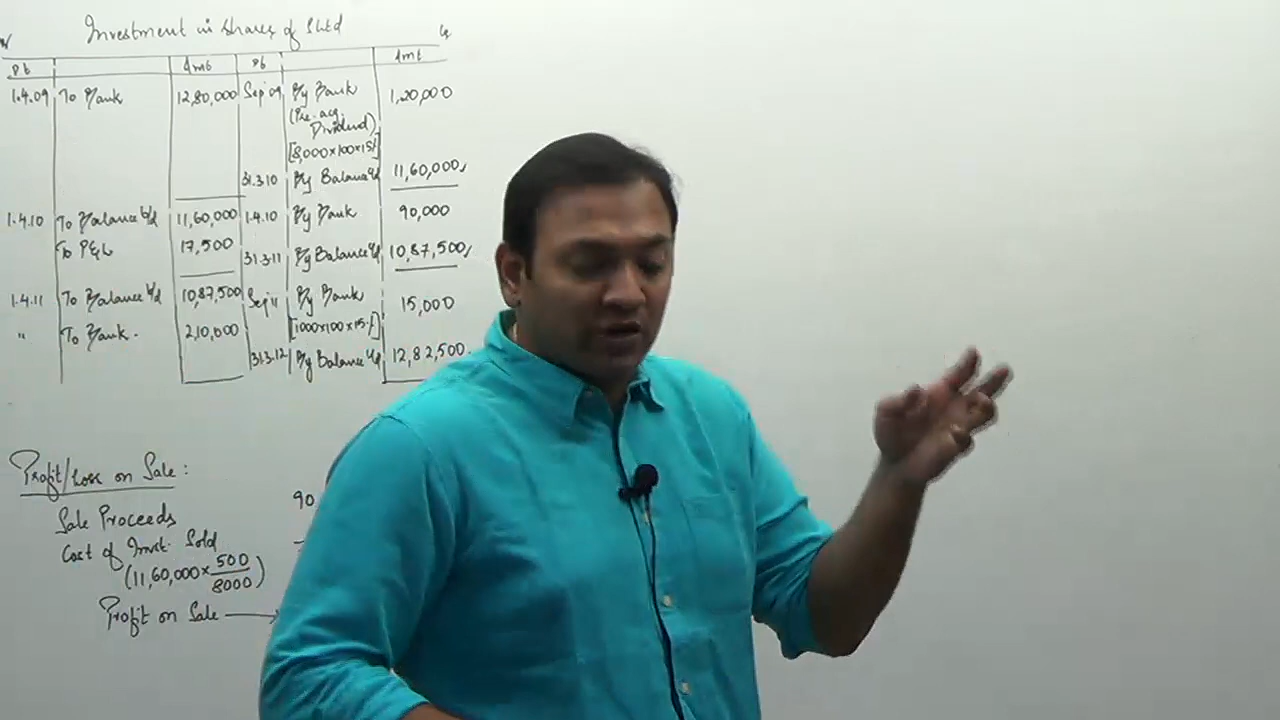 Investment in shares of S Ltd
Dt Amt Dt Amt
1.4.09 To Bank 12,80,000 Sep'09 By Bank 1,20,000
(Pre. acq. Dividend)
[8,000×100×15%]
31.3.10 By Balance c/d 11,60,000
1.4.10 To Balance b/d 11,60,000 1.4.10 By Bank 90,000
To P&L 17,500
31.3.11 By Balance c/d 10,87,500
1.4.11 To Balance b/d 10,87,500 Sep'11 By Bank 15,000
" To Bank. 2,10,000 [1000×100×15%]
31.3.12 By Balance c/d 12,82,500
Profit/Loss on Sale:
Sale Proceeds 90
Cost of Invst. Sold
(11,60,000×500/8000)
Profit on Sale